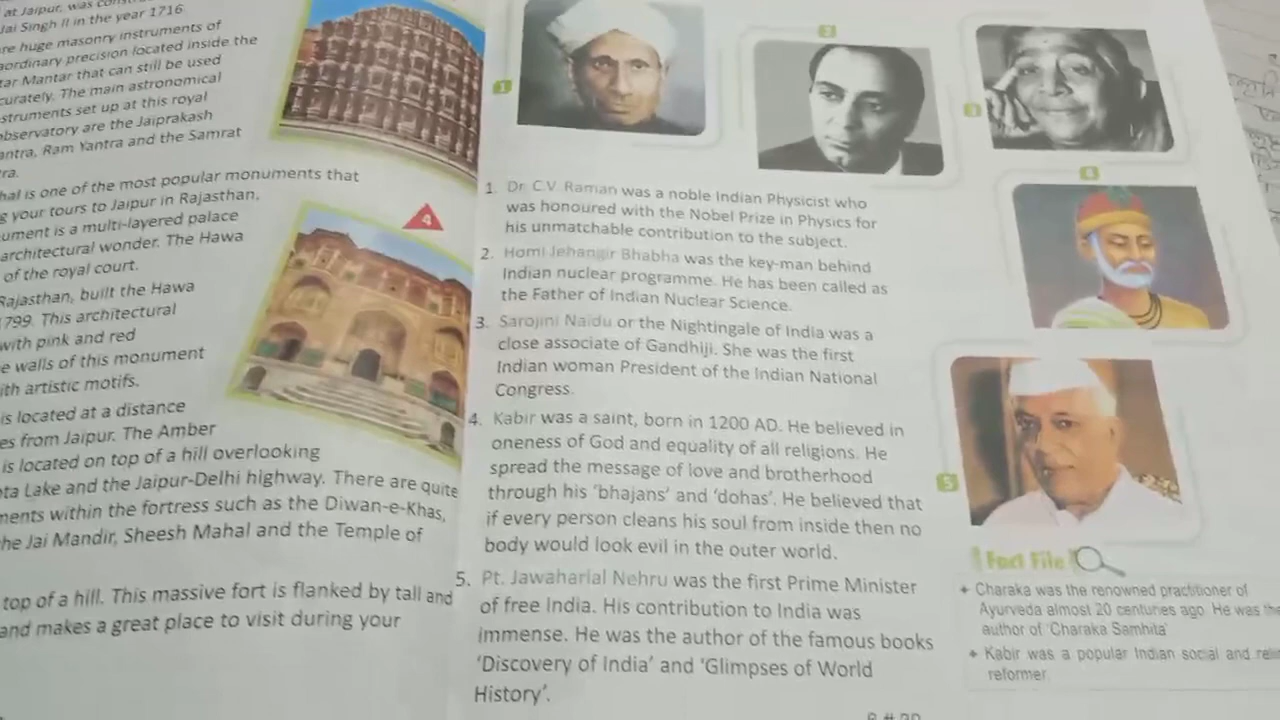 at Jaipur, was
Jai Singh II in the year 1716.
re huge masonry instruments of
aordinary precision located inside the
tar Mantar that can still be used
curately. The main astronomical
struments set up at this royal
observatory are the Jaiprakash
antra, Ram Yantra and the Samrat
ra.
hal is one of the most popular monuments that
g your tours to Jaipur in Rajasthan,
ument is a multi-layered palace
architectural wonder. The Hawa
of the royal court.
Rajasthan, built the Hawa
1799. This architectural
with pink and red
e walls of this monument
ith artistic motifs.
is located at a distance
es from Jaipur. The Amber
is located on top of a hill overlooking
ta Lake and the Jaipur-Delhi highway. There are quite
ments within the fortress such as the Diwan-e-Khas,
he Jai Mandir, Sheesh Mahal and the Temple of
top of a hill. This massive fort is flanked by tall and
and makes a great place to visit during your
4
1
2
3
4
5
1. Dr. C.V. Raman was a noble Indian Physicist who
was honoured with the Nobel Prize in Physics for
his unmatchable contribution to the subject.
2. Homi Jehangir Bhabha was the key-man behind
Indian nuclear programme. He has been called as
the Father of Indian Nuclear Science.
3. Sarojini Naidu or the Nightingale of India was a
close associate of Gandhiji. She was the first
Indian woman President of the Indian National
Congress.
4. Kabir was a saint, born in 1200 AD. He believed in
oneness of God and equality of all religions. He
spread the message of love and brotherhood
through his 'bhajans' and 'dohas'. He believed that
if every person cleans his soul from inside then no
body would look evil in the outer world.
5. Pt. Jawaharlal Nehru was the first Prime Minister
of free India. His contribution to India was
immense. He was the author of the famous books
'Discovery of India' and 'Glimpses of World
History'.
Fact File
Charaka was the renowned practitioner of
Ayurveda almost 20 centuries ago. He was the
author of 'Charaka Samhita'
Kabir was a popular Indian social and reli
reformer.